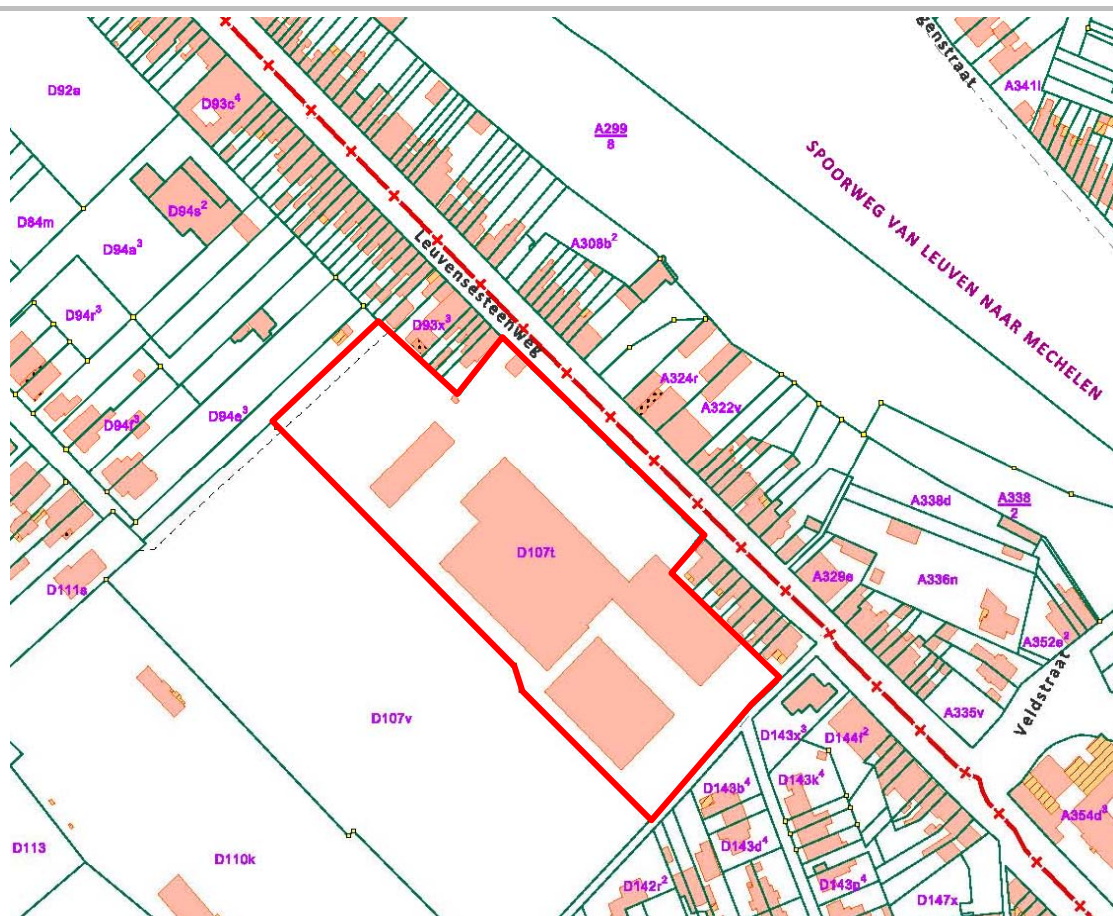 genstraat
A341l
D92e
D93c⁴
A299
8
SPOORWEG VAN LEUVEN NAAR MECHELEN
D84m
D94s²
D94a³
A308b²
Leuvensesteenweg
D94r³
D93x³
A324r
A322v
D94f³
D94e³
A338d
A338
2
D107t
D111s
A329e
A336n
A352e²
Veldstraat
D107v
A335v
D143x³
D144f²
D143b⁴
D143k⁴
A354d³
D113
D110k
D143d⁴
D142r²
D143p⁴
D147x